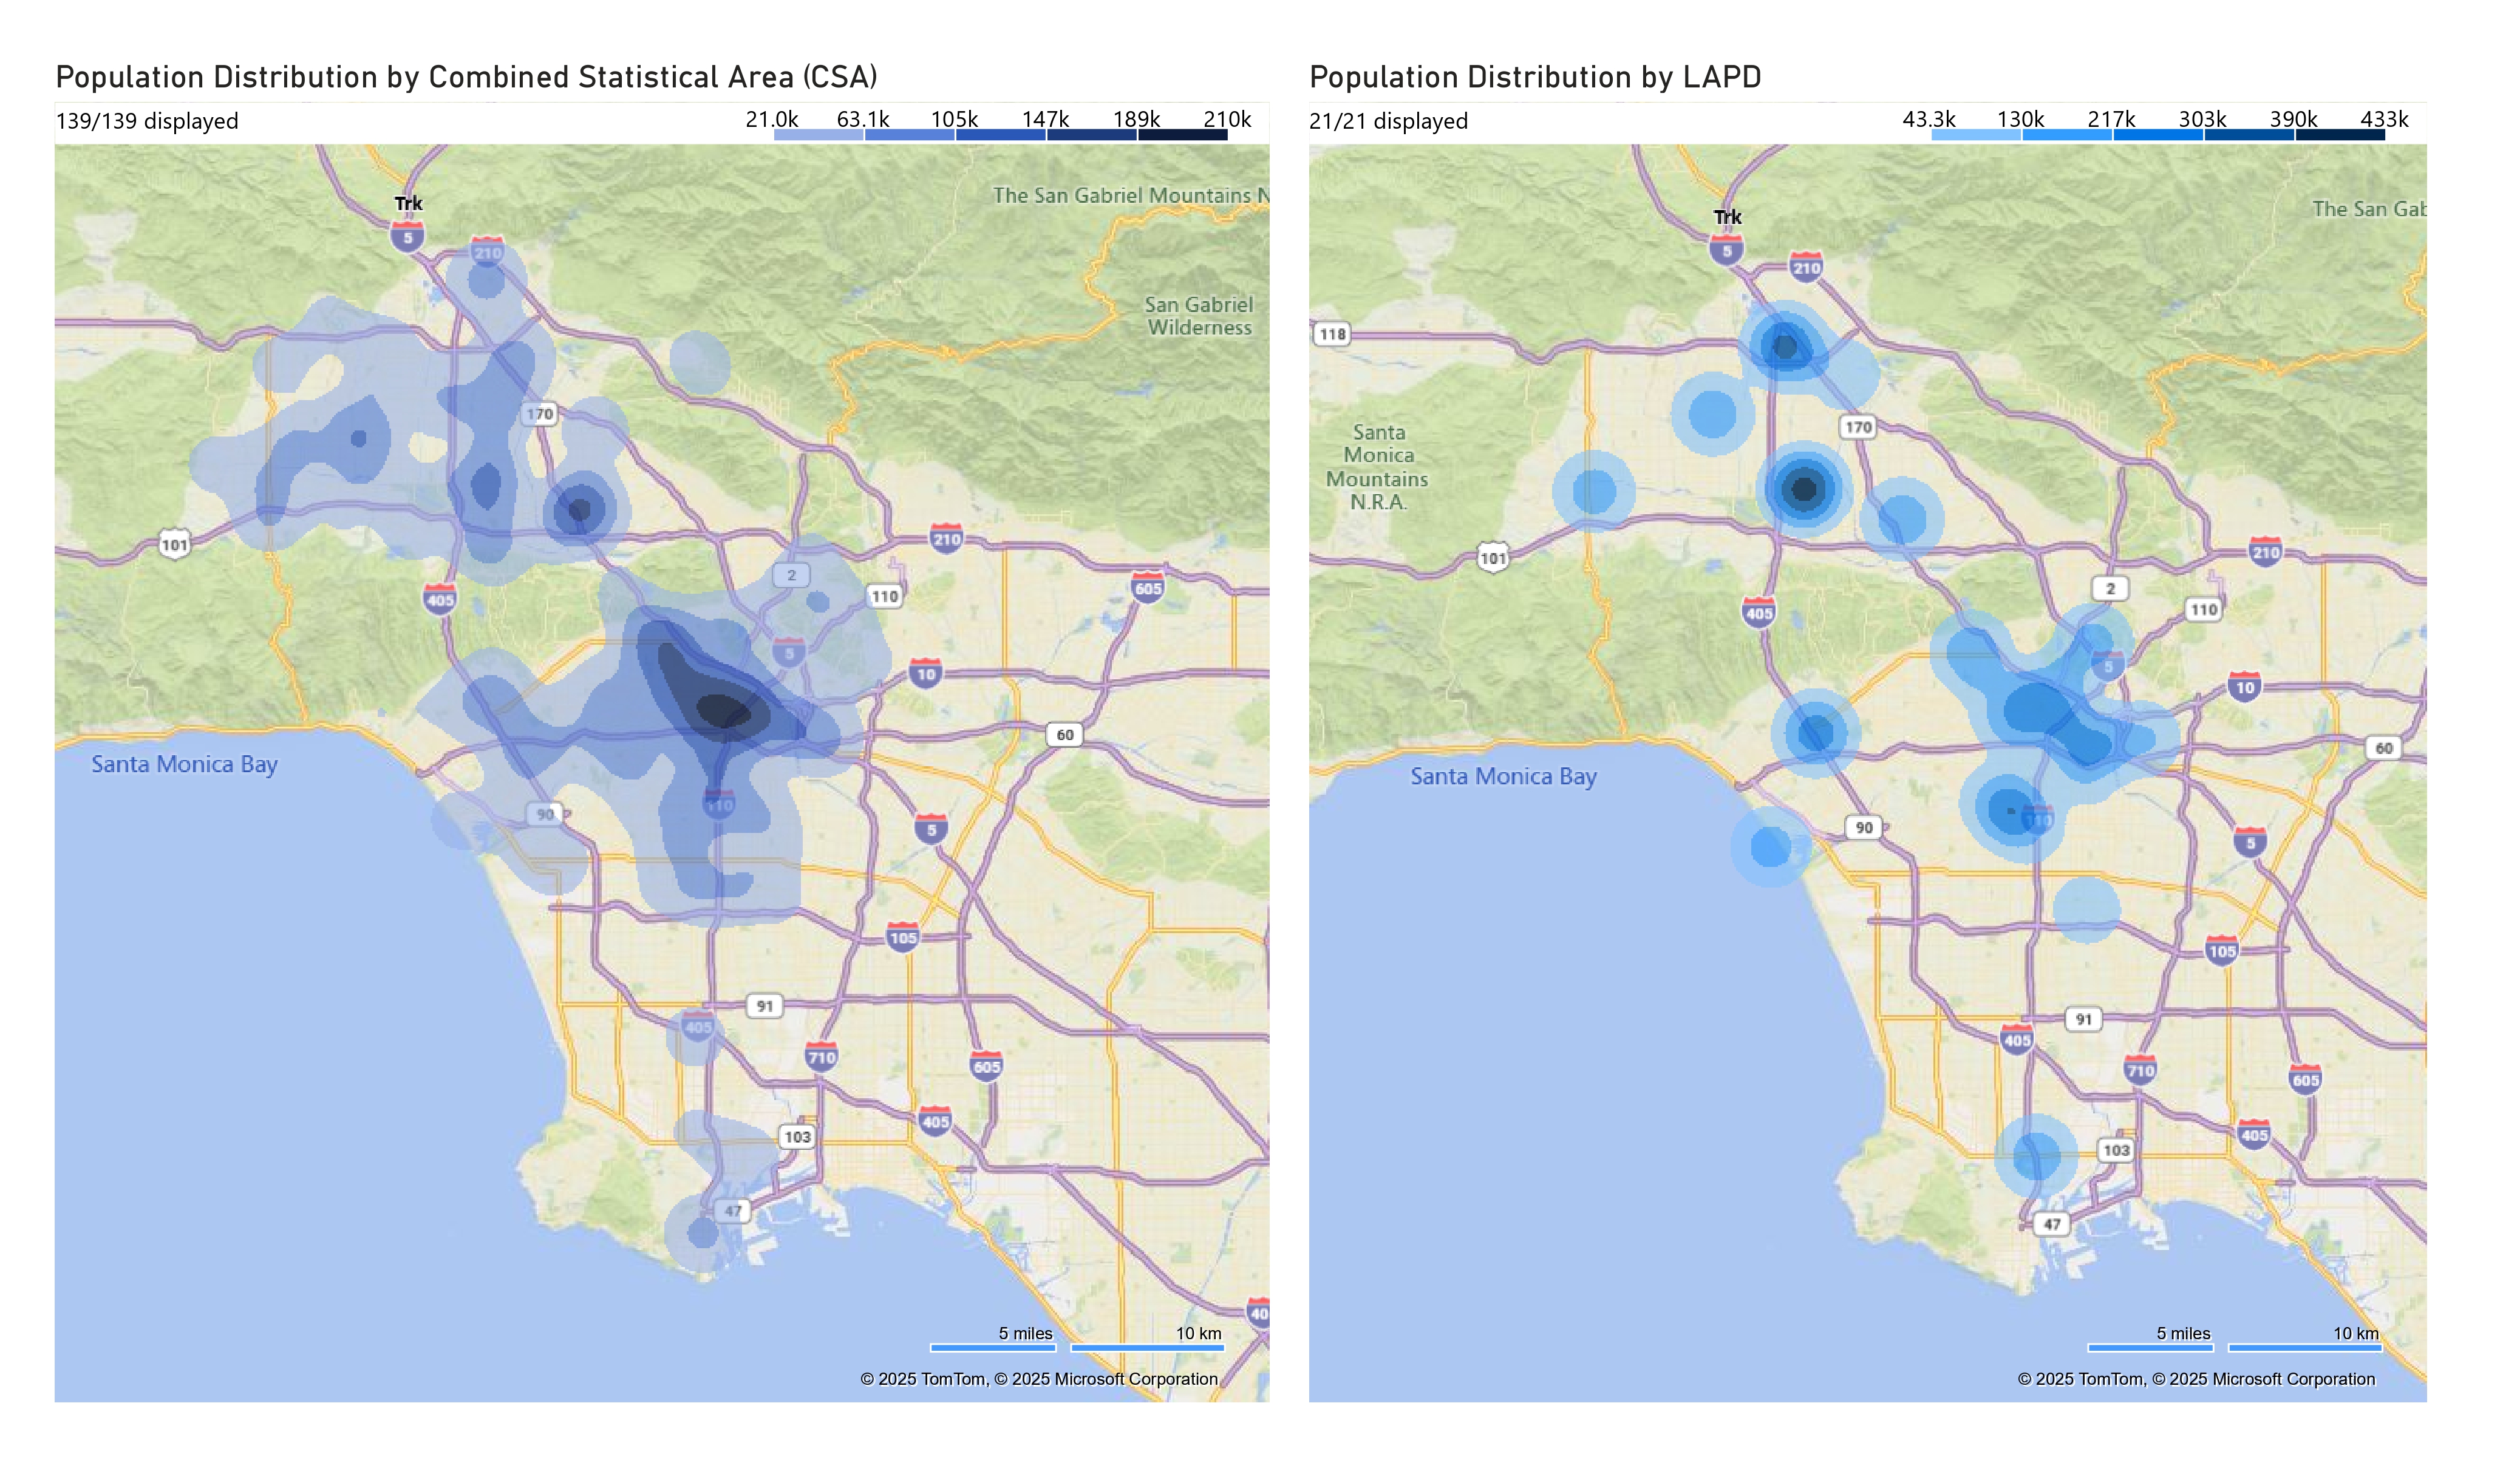 Population Distribution by Combined Statistical Area (CSA)
139/139 displayed
21.0k 63.1k 105k 147k 189k 210k
The San Gabriel Mountains N
Trk
5
210
San Gabriel
Wilderness
170
101
210
2
110
605
405
5
10
60
Santa Monica Bay
110
90
5
105
91
405
710
605
405
103
47
40
5 miles 10 km
© 2025 TomTom, © 2025 Microsoft Corporation
Population Distribution by LAPD
21/21 displayed
43.3k 130k 217k 303k 390k 433k
The San Gab
Trk
5
210
118
Santa
Monica
Mountains
N.R.A.
170
101
210
2
110
405
5
10
60
Santa Monica Bay
110
90
5
105
91
405
710
605
405
103
47
5 miles 10 km
© 2025 TomTom, © 2025 Microsoft Corporation